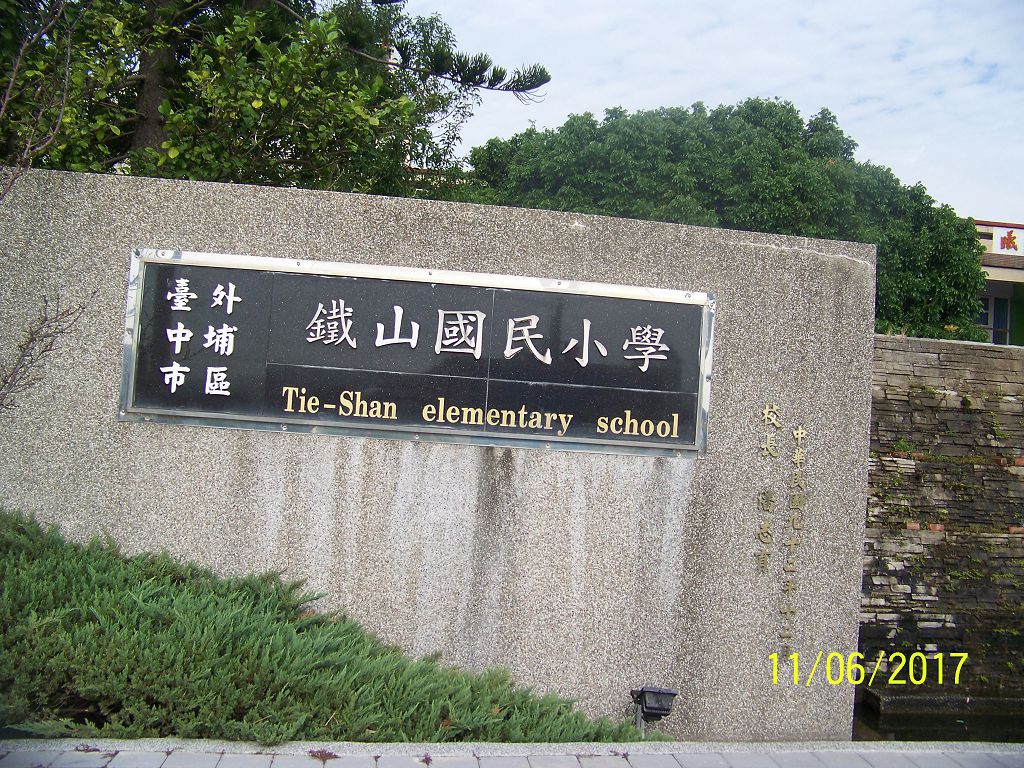 外埔區
臺中市
鐵山國民小學
Tie-Shan elementary school
校長
11/06/2017